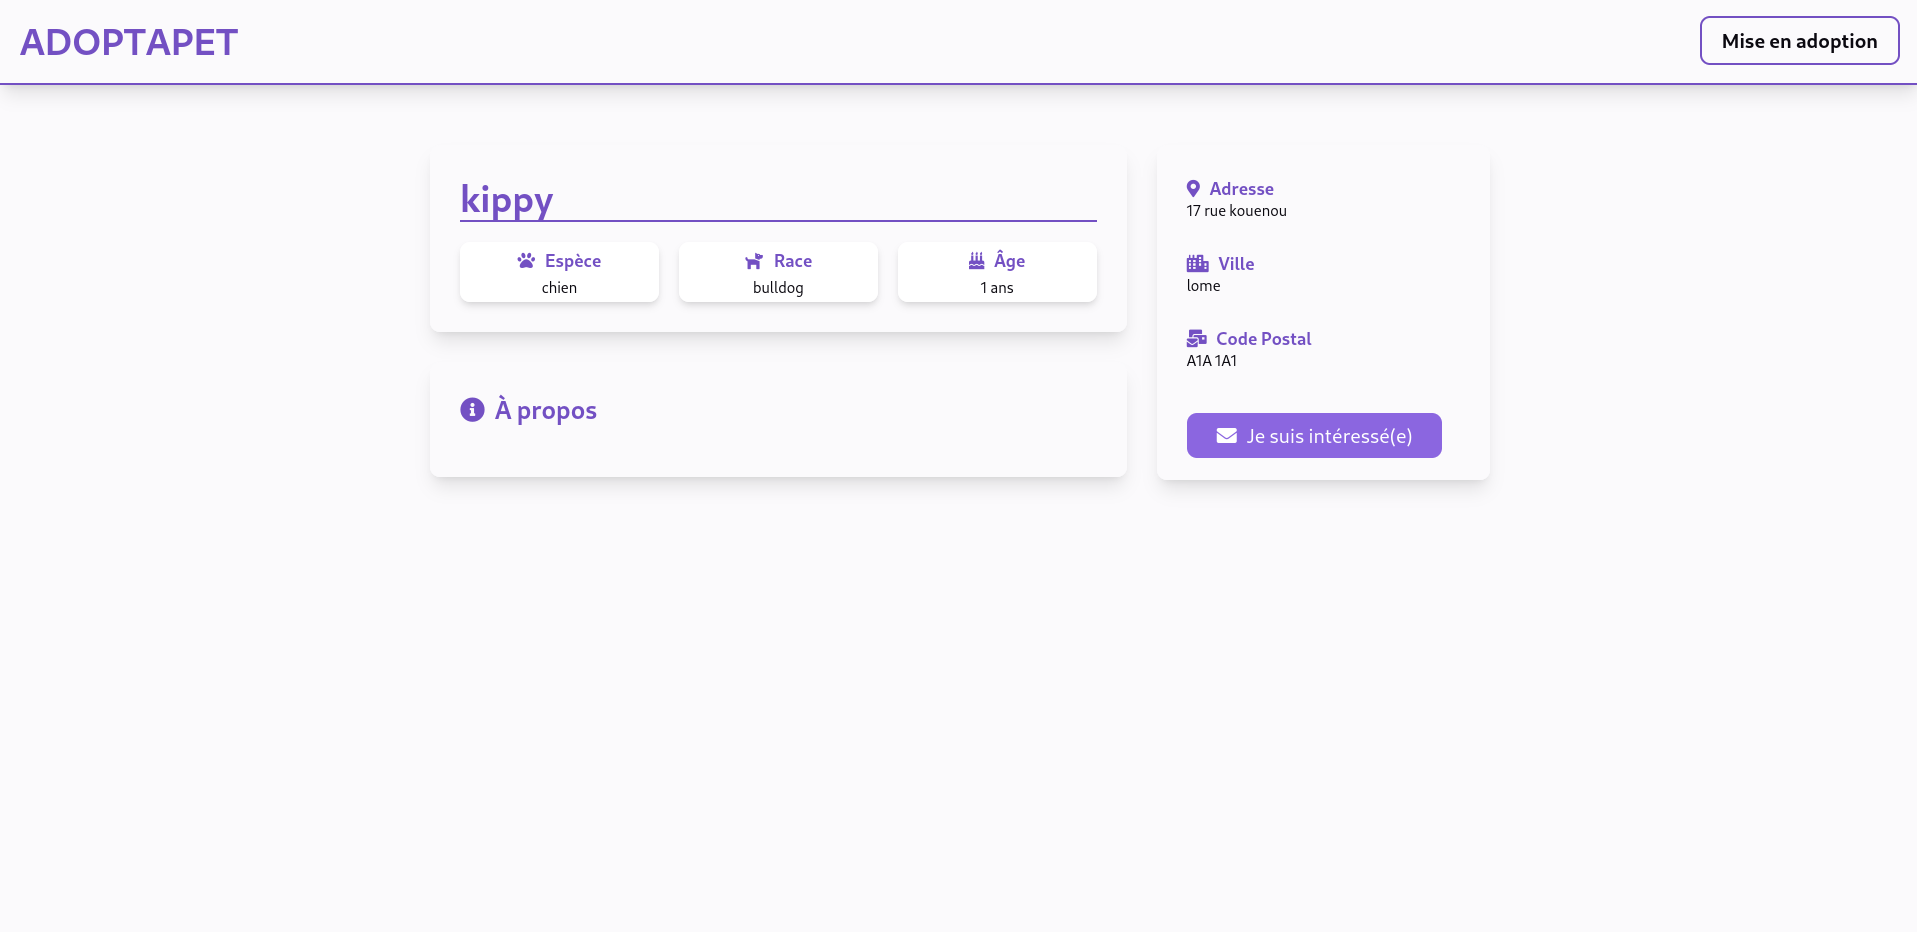 ADOPTAPET
Mise en adoption
kippy
Espèce
chien
Race
bulldog
Âge
1 ans
À propos
Adresse
17 rue kouenou
Ville
lome
Code Postal
A1A 1A1
Je suis intéressé(e)